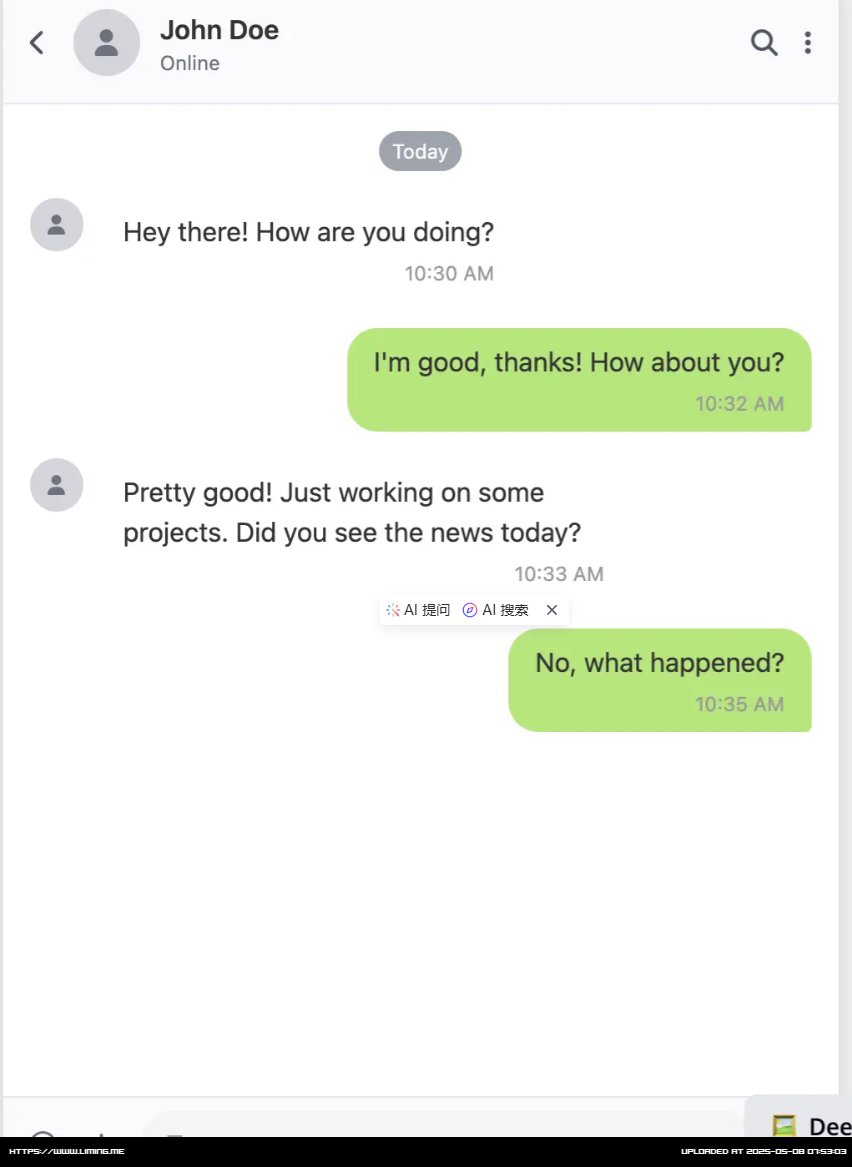 John Doe
Online
Today
Hey there! How are you doing?
10:30 AM
I'm good, thanks! How about you?
10:32 AM
Pretty good! Just working on some
projects. Did you see the news today?
10:33 AM
AI 提问 AI 搜索
No, what happened?
10:35 AM
Dee
HTTPS://WWW.LIMING.ME
UPLOADED AT 2025-05-08 07:53:03